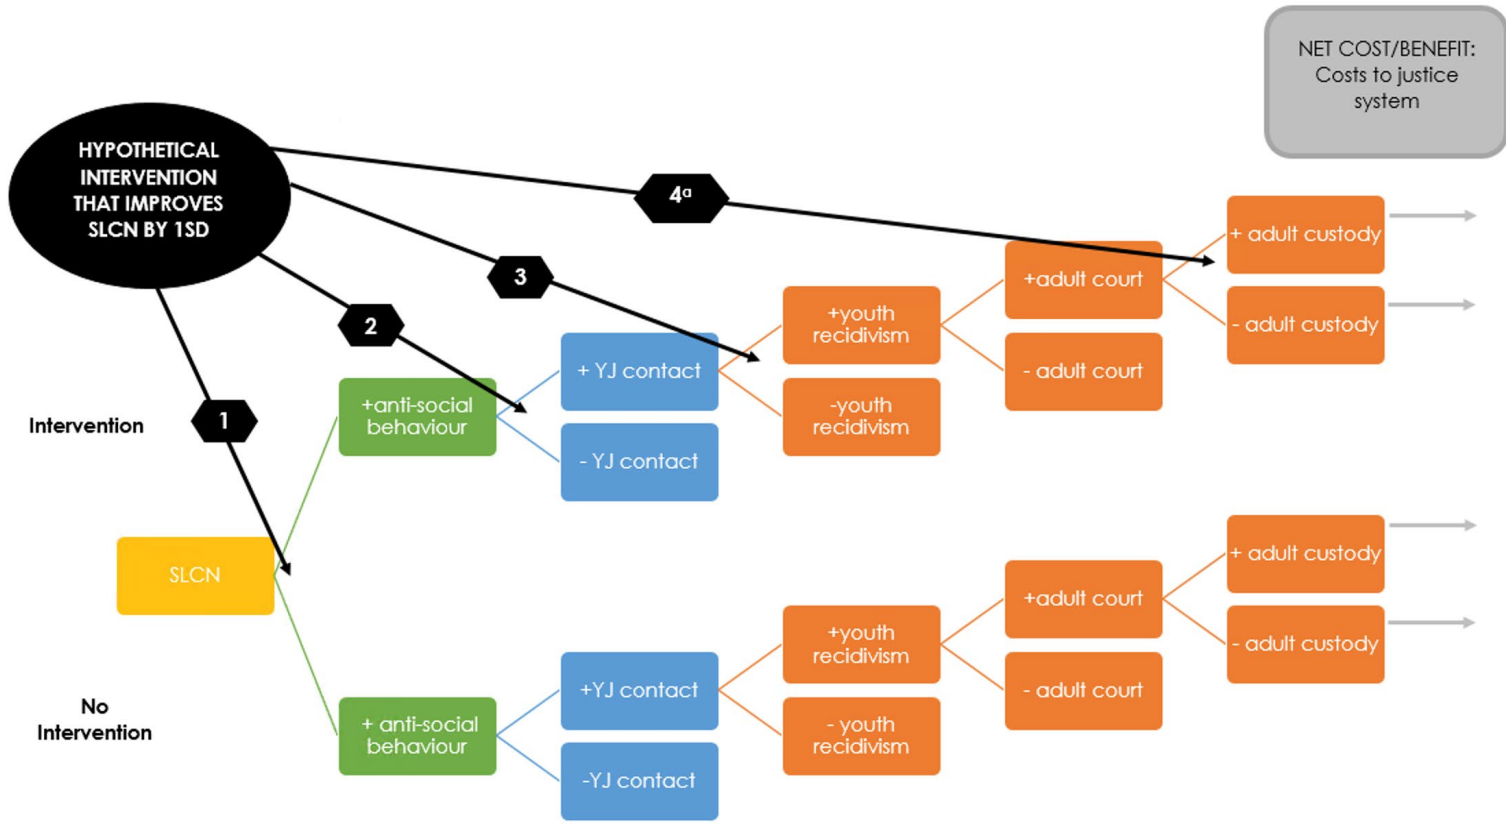 NET COST/BENEFIT:
Costs to justice
system
HYPOTHETICAL
INTERVENTION
THAT IMPROVES
SLCN BY 1SD
4ᵃ
3
2
1
Intervention
+anti-social
behaviour
+ YJ contact
- YJ contact
+youth
recidivism
-youth
recidivism
+adult court
- adult court
+ adult custody
- adult custody
SLCN
No
Intervention
+ anti-social
behaviour
+YJ contact
-YJ contact
+youth
recidivism
- youth
recidivism
+adult court
- adult court
+ adult custody
- adult custody